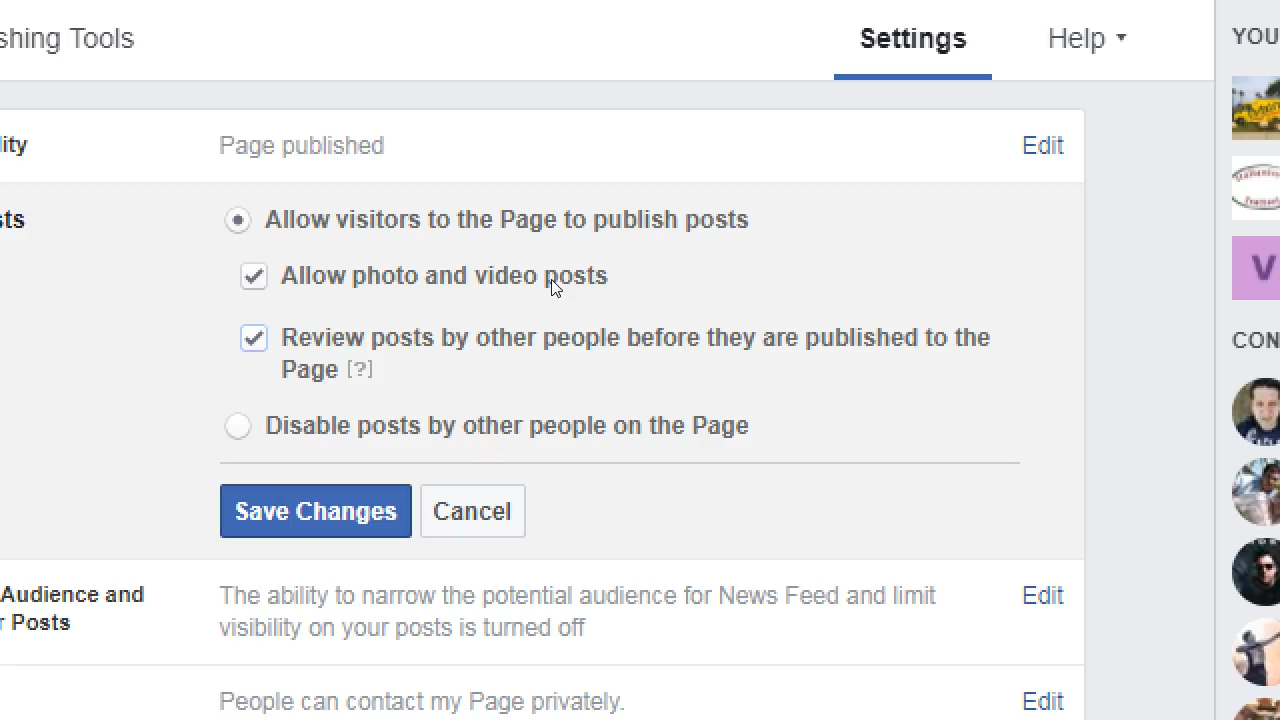 shing Tools
Settings
Help
YOU
lity
Page published
Edit
sts
Allow visitors to the Page to publish posts
Allow photo and video posts
Review posts by other people before they are published to the
Page [?]
Disable posts by other people on the Page
Save Changes
Cancel
V
CON
Audience and
r Posts
The ability to narrow the potential audience for News Feed and limit
visibility on your posts is turned off
Edit
People can contact my Page privately.
Edit